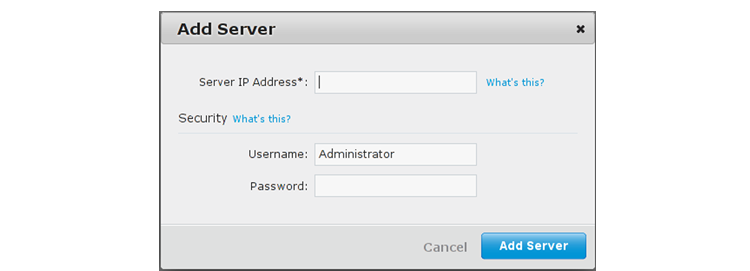 Add Server
Server IP Address*: What's this?
Security What's this?
Username: Administrator
Password:
Cancel Add Server